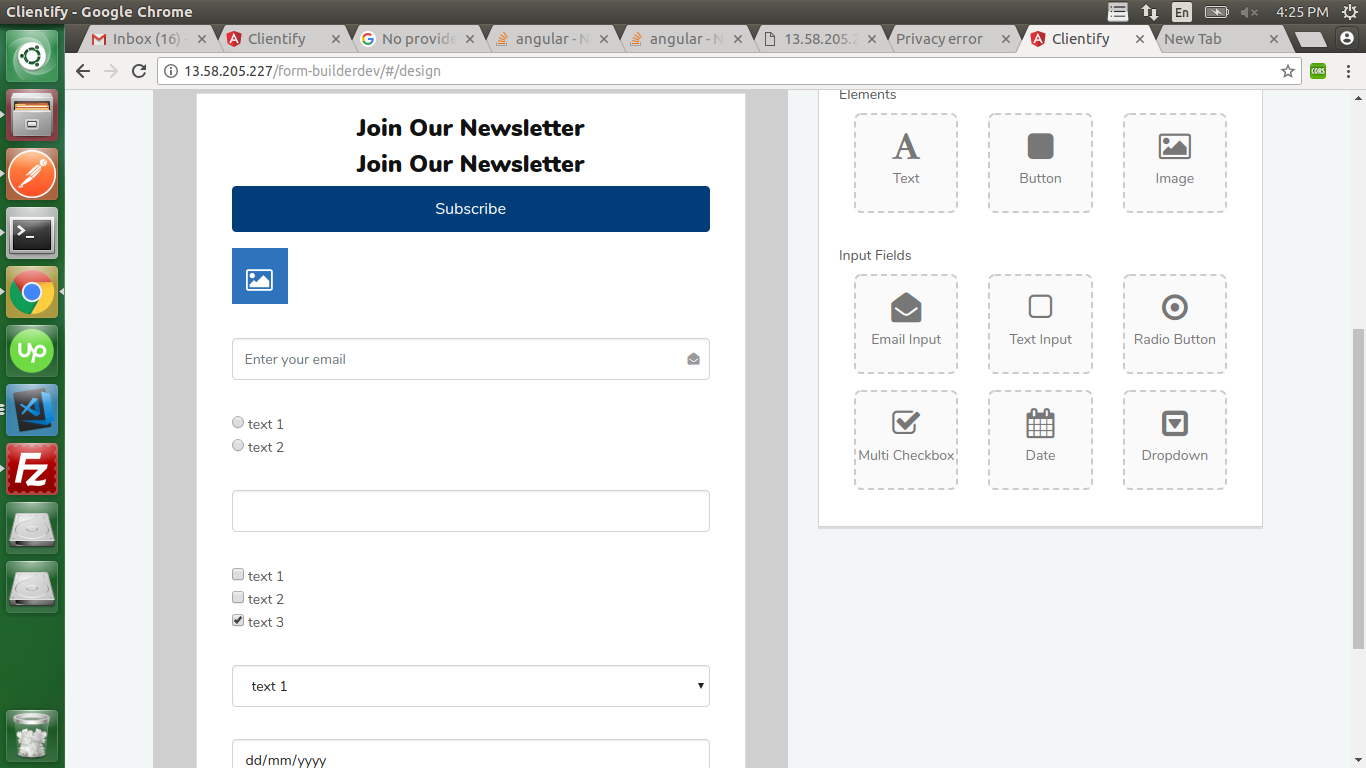 Clientify - Google Chrome
En
4:25 PM
Inbox (16) -
Clientify
No provide
angular - N
angular - N
13.58.205.2
Privacy error
Clientify
New Tab
13.58.205.227/form-builderdev/#/design
CORS
Join Our Newsletter
Join Our Newsletter
Subscribe
Enter your email
text 1
text 2
text 1
text 2
text 3
text 1
dd/mm/yyyy
Elements
A
Text
Button
Image
Input Fields
Email Input
Text Input
Radio Button
Multi Checkbox
Date
Dropdown
>_
Up
Fz